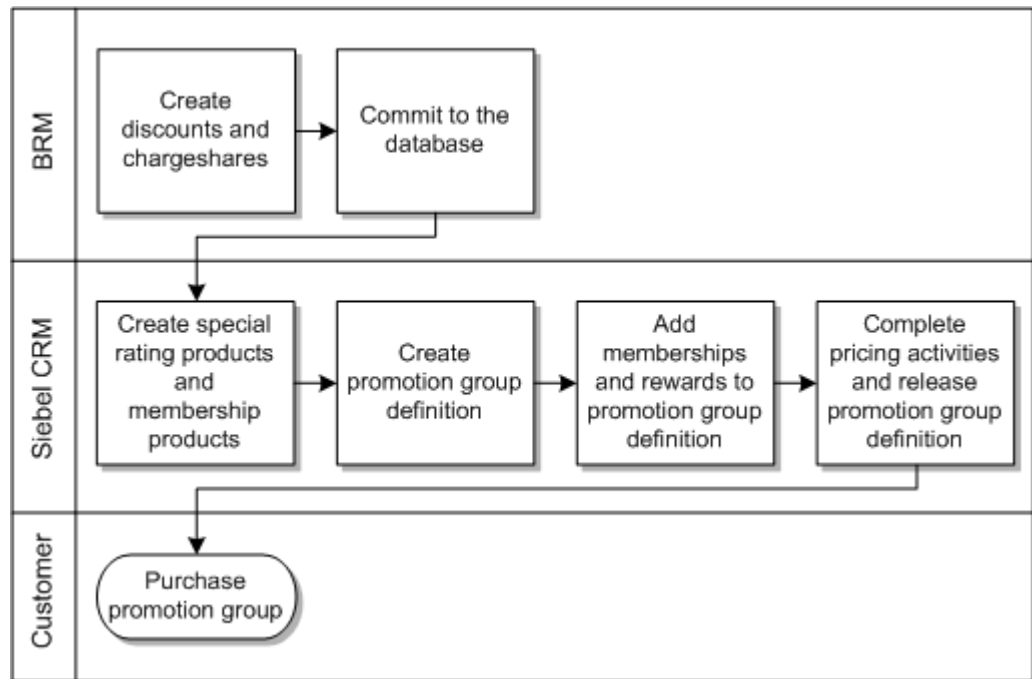 BRM
Create
discounts and
chargeshares
Commit to the
database
Siebel CRM
Create special
rating products
and
membership
products
Create
promotion group
definition
Add
memberships
and rewards to
promotion group
definition
Complete
pricing activities
and release
promotion group
definition
Customer
Purchase
promotion group